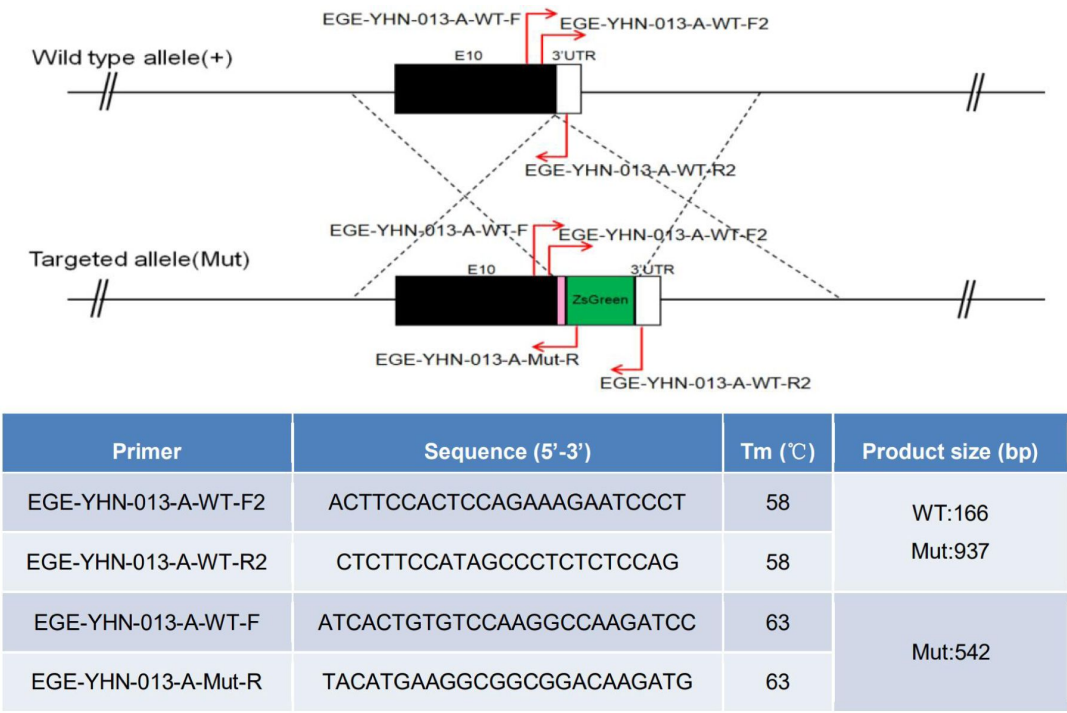 EGE-YHN-013-A-WT-F
EGE-YHN-013-A-WT-F2
Wild type allele(+)
E10
3'UTR
EGE-YHN-013-A-WT-R2
EGE-YHN-013-A-WT-F
EGE-YHN-013-A-WT-F2
Targeted allele(Mut)
E10
3'UTR
ZsGreen
EGE-YHN-013-A-Mut-R
EGE-YHN-013-A-WT-R2
Primer Sequence (5'-3') Tm (℃) Product size (bp)
EGE-YHN-013-A-WT-F2 ACTTCCACTCCAGAAAGAATCCCT 58
WT:166
Mut:937
EGE-YHN-013-A-WT-R2 CTCTTCCATAGCCCTCTCTCCAG 58
EGE-YHN-013-A-WT-F ATCACTGTGTCCAAGGCCAAGATCC 63
Mut:542
EGE-YHN-013-A-Mut-R TACATGAAGGCGGCGGACAAGATG 63